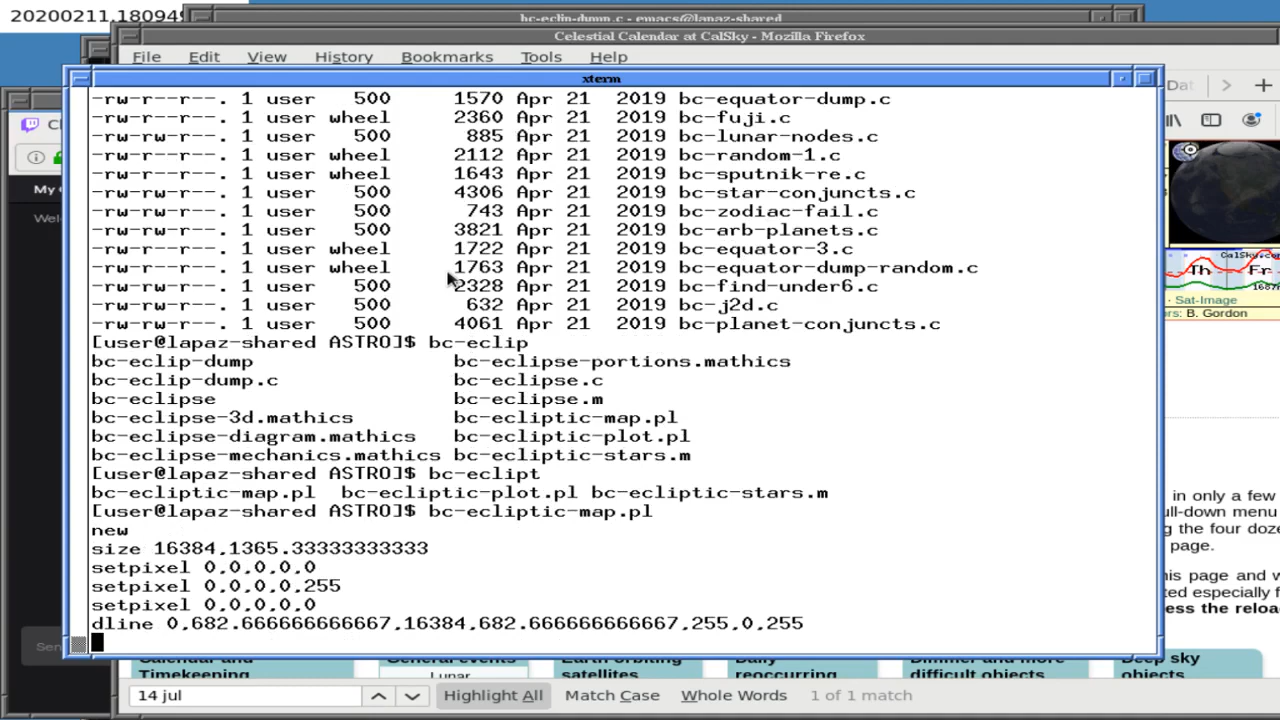 20200211.18094
bc-eclip-dump.c - emacs@lapaz-shared
Celestial Calendar at CalSky - Mozilla Firefox
File Edit View History Bookmarks Tools Help
xterm
-rw-r--r--. 1 user 500 1570 Apr 21 2019 bc-equator-dump.c
-rw-r--r--. 1 user wheel 2360 Apr 21 2019 bc-fuji.c
-rw-r--r--. 1 user 500 885 Apr 21 2019 bc-lunar-nodes.c
-rw-r--r--. 1 user wheel 2112 Apr 21 2019 bc-random-1.c
-rw-r--r--. 1 user wheel 1643 Apr 21 2019 bc-sputnik-re.c
-rw-rw-r--. 1 user 500 4306 Apr 21 2019 bc-star-conjuncts.c
-rw-rw-r--. 1 user 500 743 Apr 21 2019 bc-zodiac-fail.c
-rw-rw-r--. 1 user 500 3821 Apr 21 2019 bc-arb-planets.c
-rw-r--r--. 1 user wheel 1722 Apr 21 2019 bc-equator-3.c
-rw-r--r--. 1 user wheel 1763 Apr 21 2019 bc-equator-dump-random.c
-rw-rw-r--. 1 user 500 2328 Apr 21 2019 bc-find-under6.c
-rw-rw-r--. 1 user 500 632 Apr 21 2019 bc-j2d.c
-rw-rw-r--. 1 user 500 4061 Apr 21 2019 bc-planet-conjuncts.c
[user@lapaz-shared ASTRO]$ bc-eclip
bc-eclip-dump bc-eclipse-portions.mathics
bc-eclip-dump.c bc-eclipse.c
bc-eclipse bc-eclipse.m
bc-eclipse-3d.mathics bc-ecliptic-map.pl
bc-eclipse-diagram.mathics bc-ecliptic-plot.pl
bc-eclipse-mechanics.mathics bc-ecliptic-stars.m
[user@lapaz-shared ASTRO]$ bc-eclipt
bc-ecliptic-map.pl bc-ecliptic-plot.pl bc-ecliptic-stars.m
[user@lapaz-shared ASTRO]$ bc-ecliptic-map.pl
new
size 16384,1365.33333333333
setpixel 0,0,0,0,0
setpixel 0,0,0,0,255
setpixel 0,0,0,0,0
dline 0,682.666666666667,16384,682.666666666667,255,0,255
Dat
My
Wel
Th Fr
CalSky
· Sat-Image
rs: B. Gordon
in only a few
ull-down menu
g the four doze
page.
his page and w
ted especially f
ess the reloa
Calendar and Timekeeping
General events
Lunar
Earth orbiting satellites
Daily reoccurring
Dimmer and more difficult objects
Deep sky objects
14 jul
Highlight All Match Case Whole Words 1 of 1 match